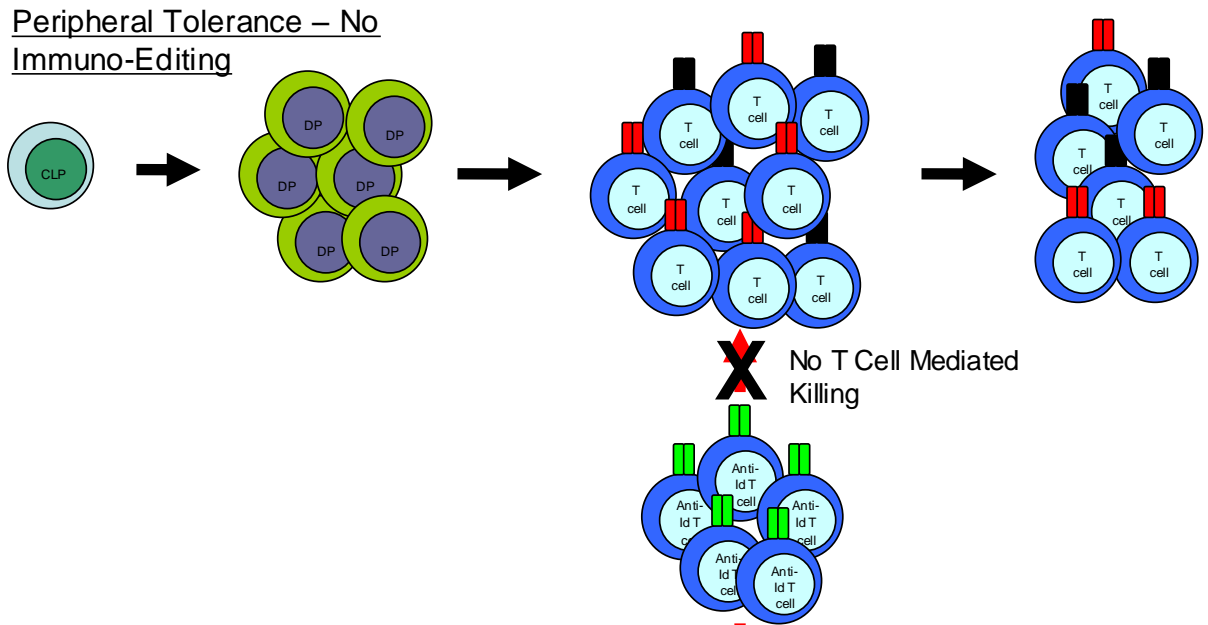 Peripheral Tolerance – No
Immuno-Editing
CLP
DP
DP
DP
DP
DP
DP
T
cell
T
cell
T
cell
T
cell
T
cell
T
cell
T
cell
T
cell
T
cell
T
cell
T
cell
T
cell
T
cell
T
cell
T
cell
X
No T Cell Mediated
Killing
Anti-
Id T
cell
Anti-
Id T
Anti-
Id T
cell
Anti-
Id T
cell
Anti-
Id T
cell